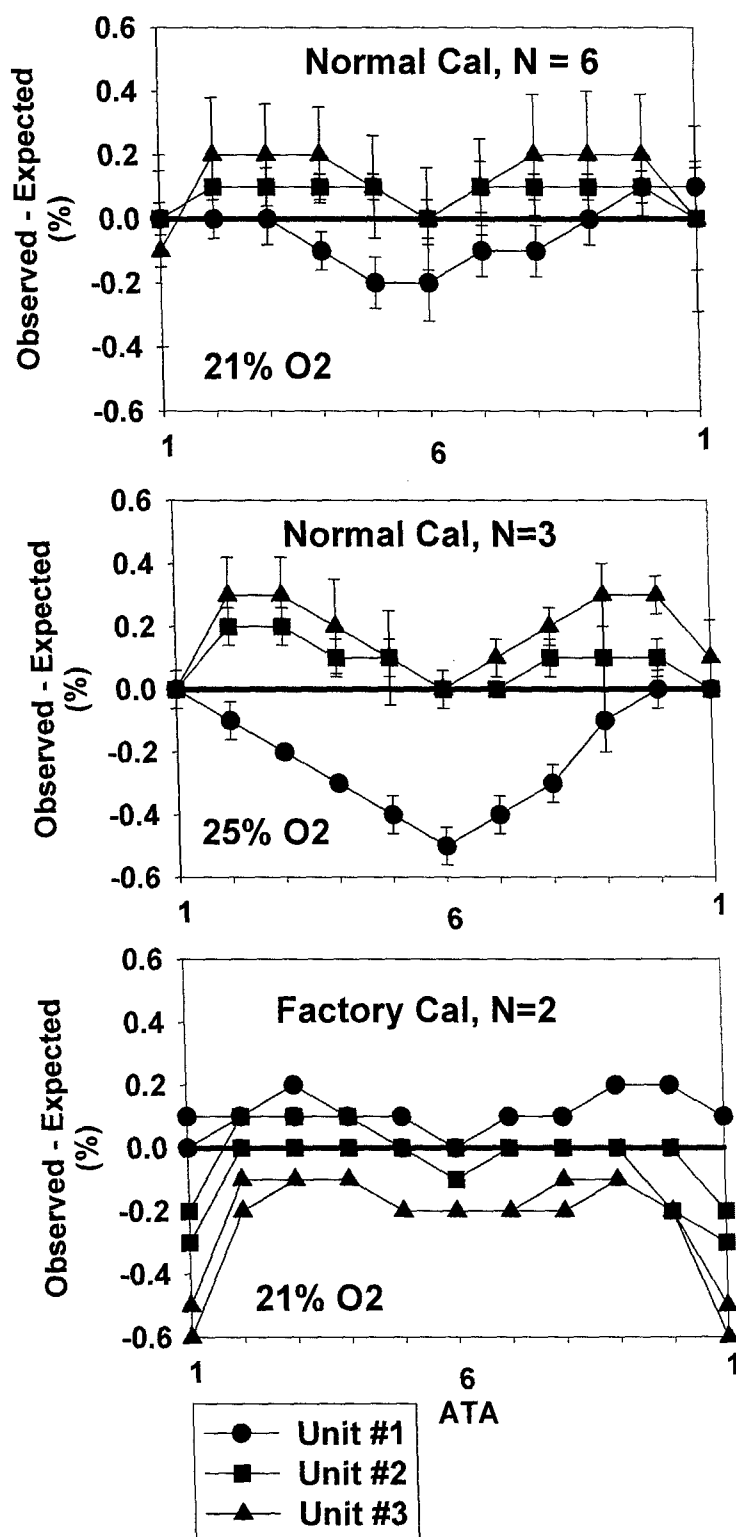 Normal Cal, N = 6
Observed - Expected
(%)
0.6
0.4
0.2
0.0
-0.2
-0.4
-0.6
21% O2
1
6
1
Normal Cal, N=3
Observed - Expected
(%)
0.6
0.4
0.2
0.0
-0.2
-0.4
-0.6
25% O2
1
6
1
Factory Cal, N=2
Observed - Expected
(%)
0.6
0.4
0.2
0.0
-0.2
-0.4
-0.6
21% O2
1
6
1
ATA
Unit #1
Unit #2
Unit #3